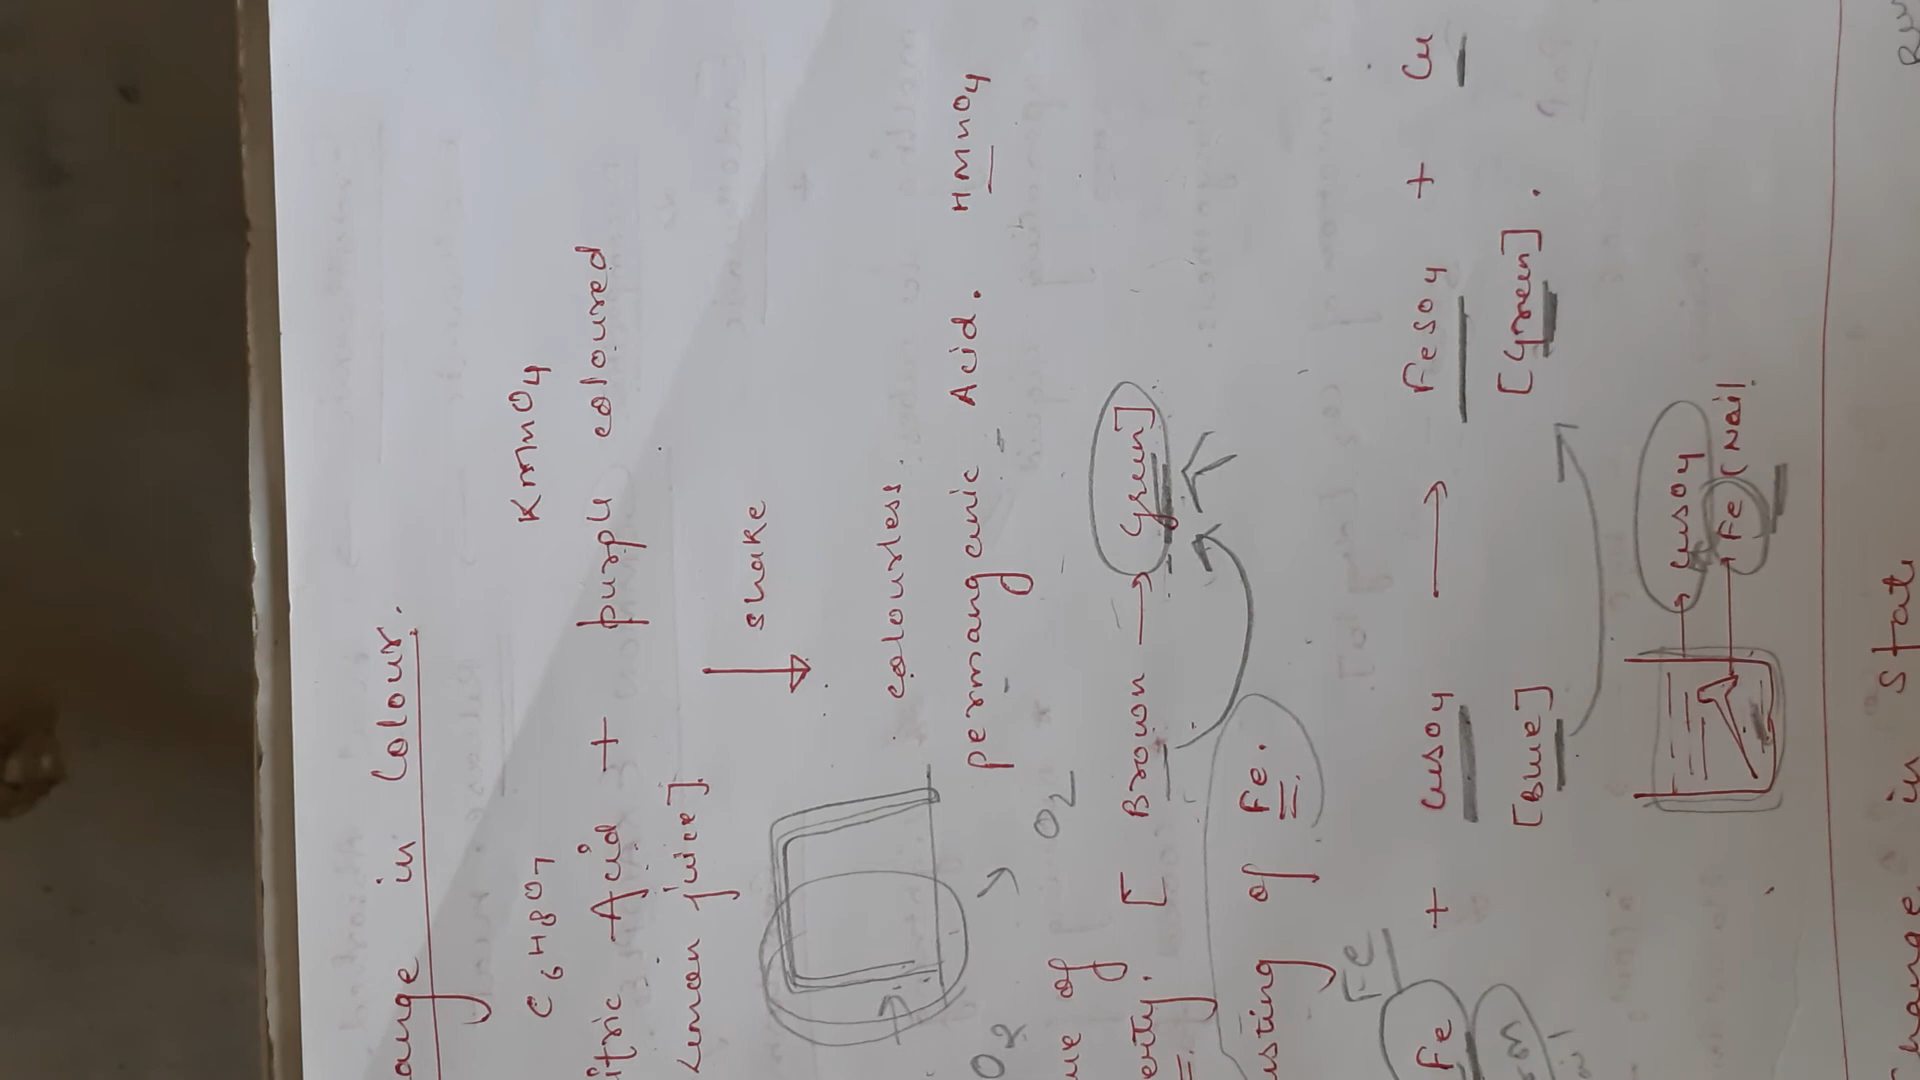 ange in Colour.
C6H8O7 KMnO4
itric Acid + purple coloured
Lemon juice]
shake
colourless.
permanganic Acid. HMnO4
O2 O2
ue of [Brown → Green]
erty.
usting of Fe.
Fe
Fe + CuSO4 → FeSO4 + Cu
[Blue] [Green].
CuSO4
Fe (Nail
hange in State